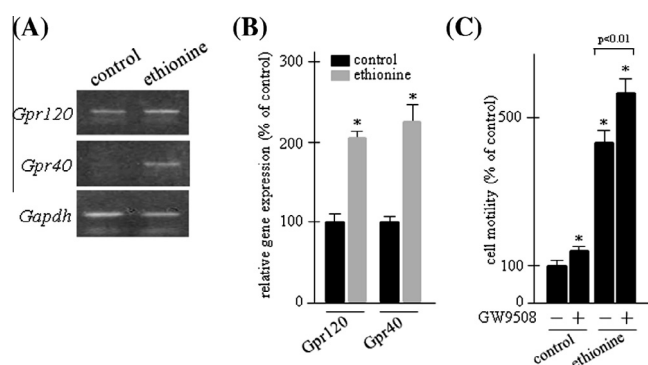 (A)
control
ethionine
Gpr120
Gpr40
Gapdh
(B)
relative gene expression (% of control)
300
200
100
0
control
ethionine
*
*
Gpr120
Gpr40
(C)
p<0.01
cell motility (% of control)
500
100
0
*
*
*
*
GW9508
− + − +
control
ethionine